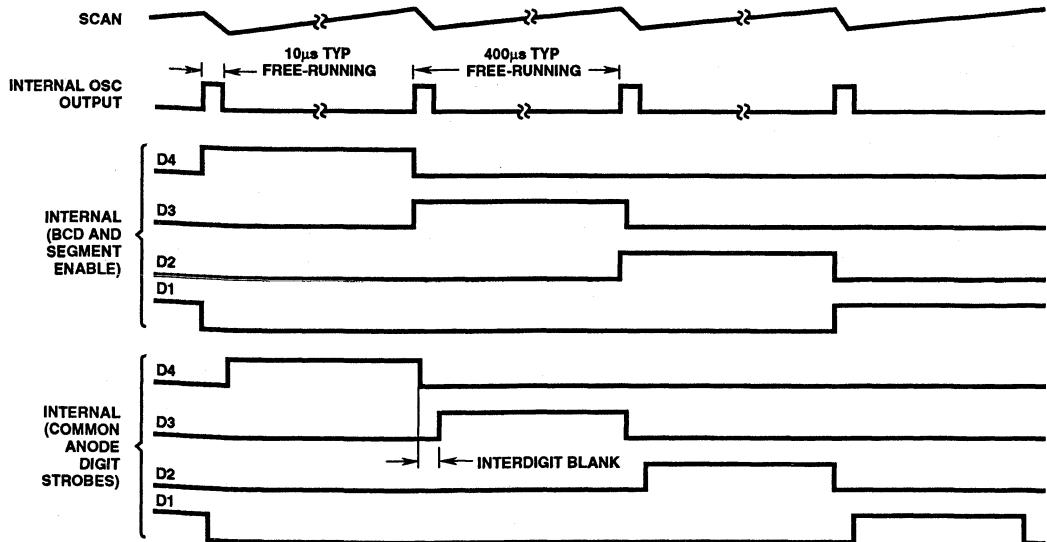 SCAN
10µs TYP
FREE-RUNNING
400µs TYP
FREE-RUNNING
INTERNAL OSC
OUTPUT
D4
D3
D2
D1
INTERNAL
(BCD AND
SEGMENT
ENABLE)
D4
D3
D2
D1
INTERNAL
(COMMON
ANODE
DIGIT
STROBES)
INTERDIGIT BLANK